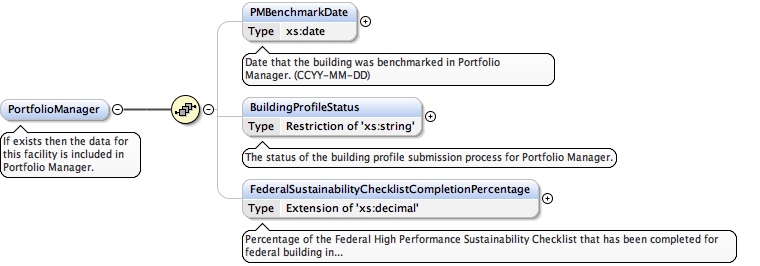 PMBenchmarkDate
Type xs:date
Date that the building was benchmarked in Portfolio
Manager. (CCYY-MM-DD)
PortfolioManager
If exists then the data for
this facility is included in
Portfolio Manager.
BuildingProfileStatus
Type Restriction of 'xs:string'
The status of the building profile submission process for Portfolio Manager.
FederalSustainabilityChecklistCompletionPercentage
Type Extension of 'xs:decimal'
Percentage of the Federal High Performance Sustainability Checklist that has been completed for
federal building in...